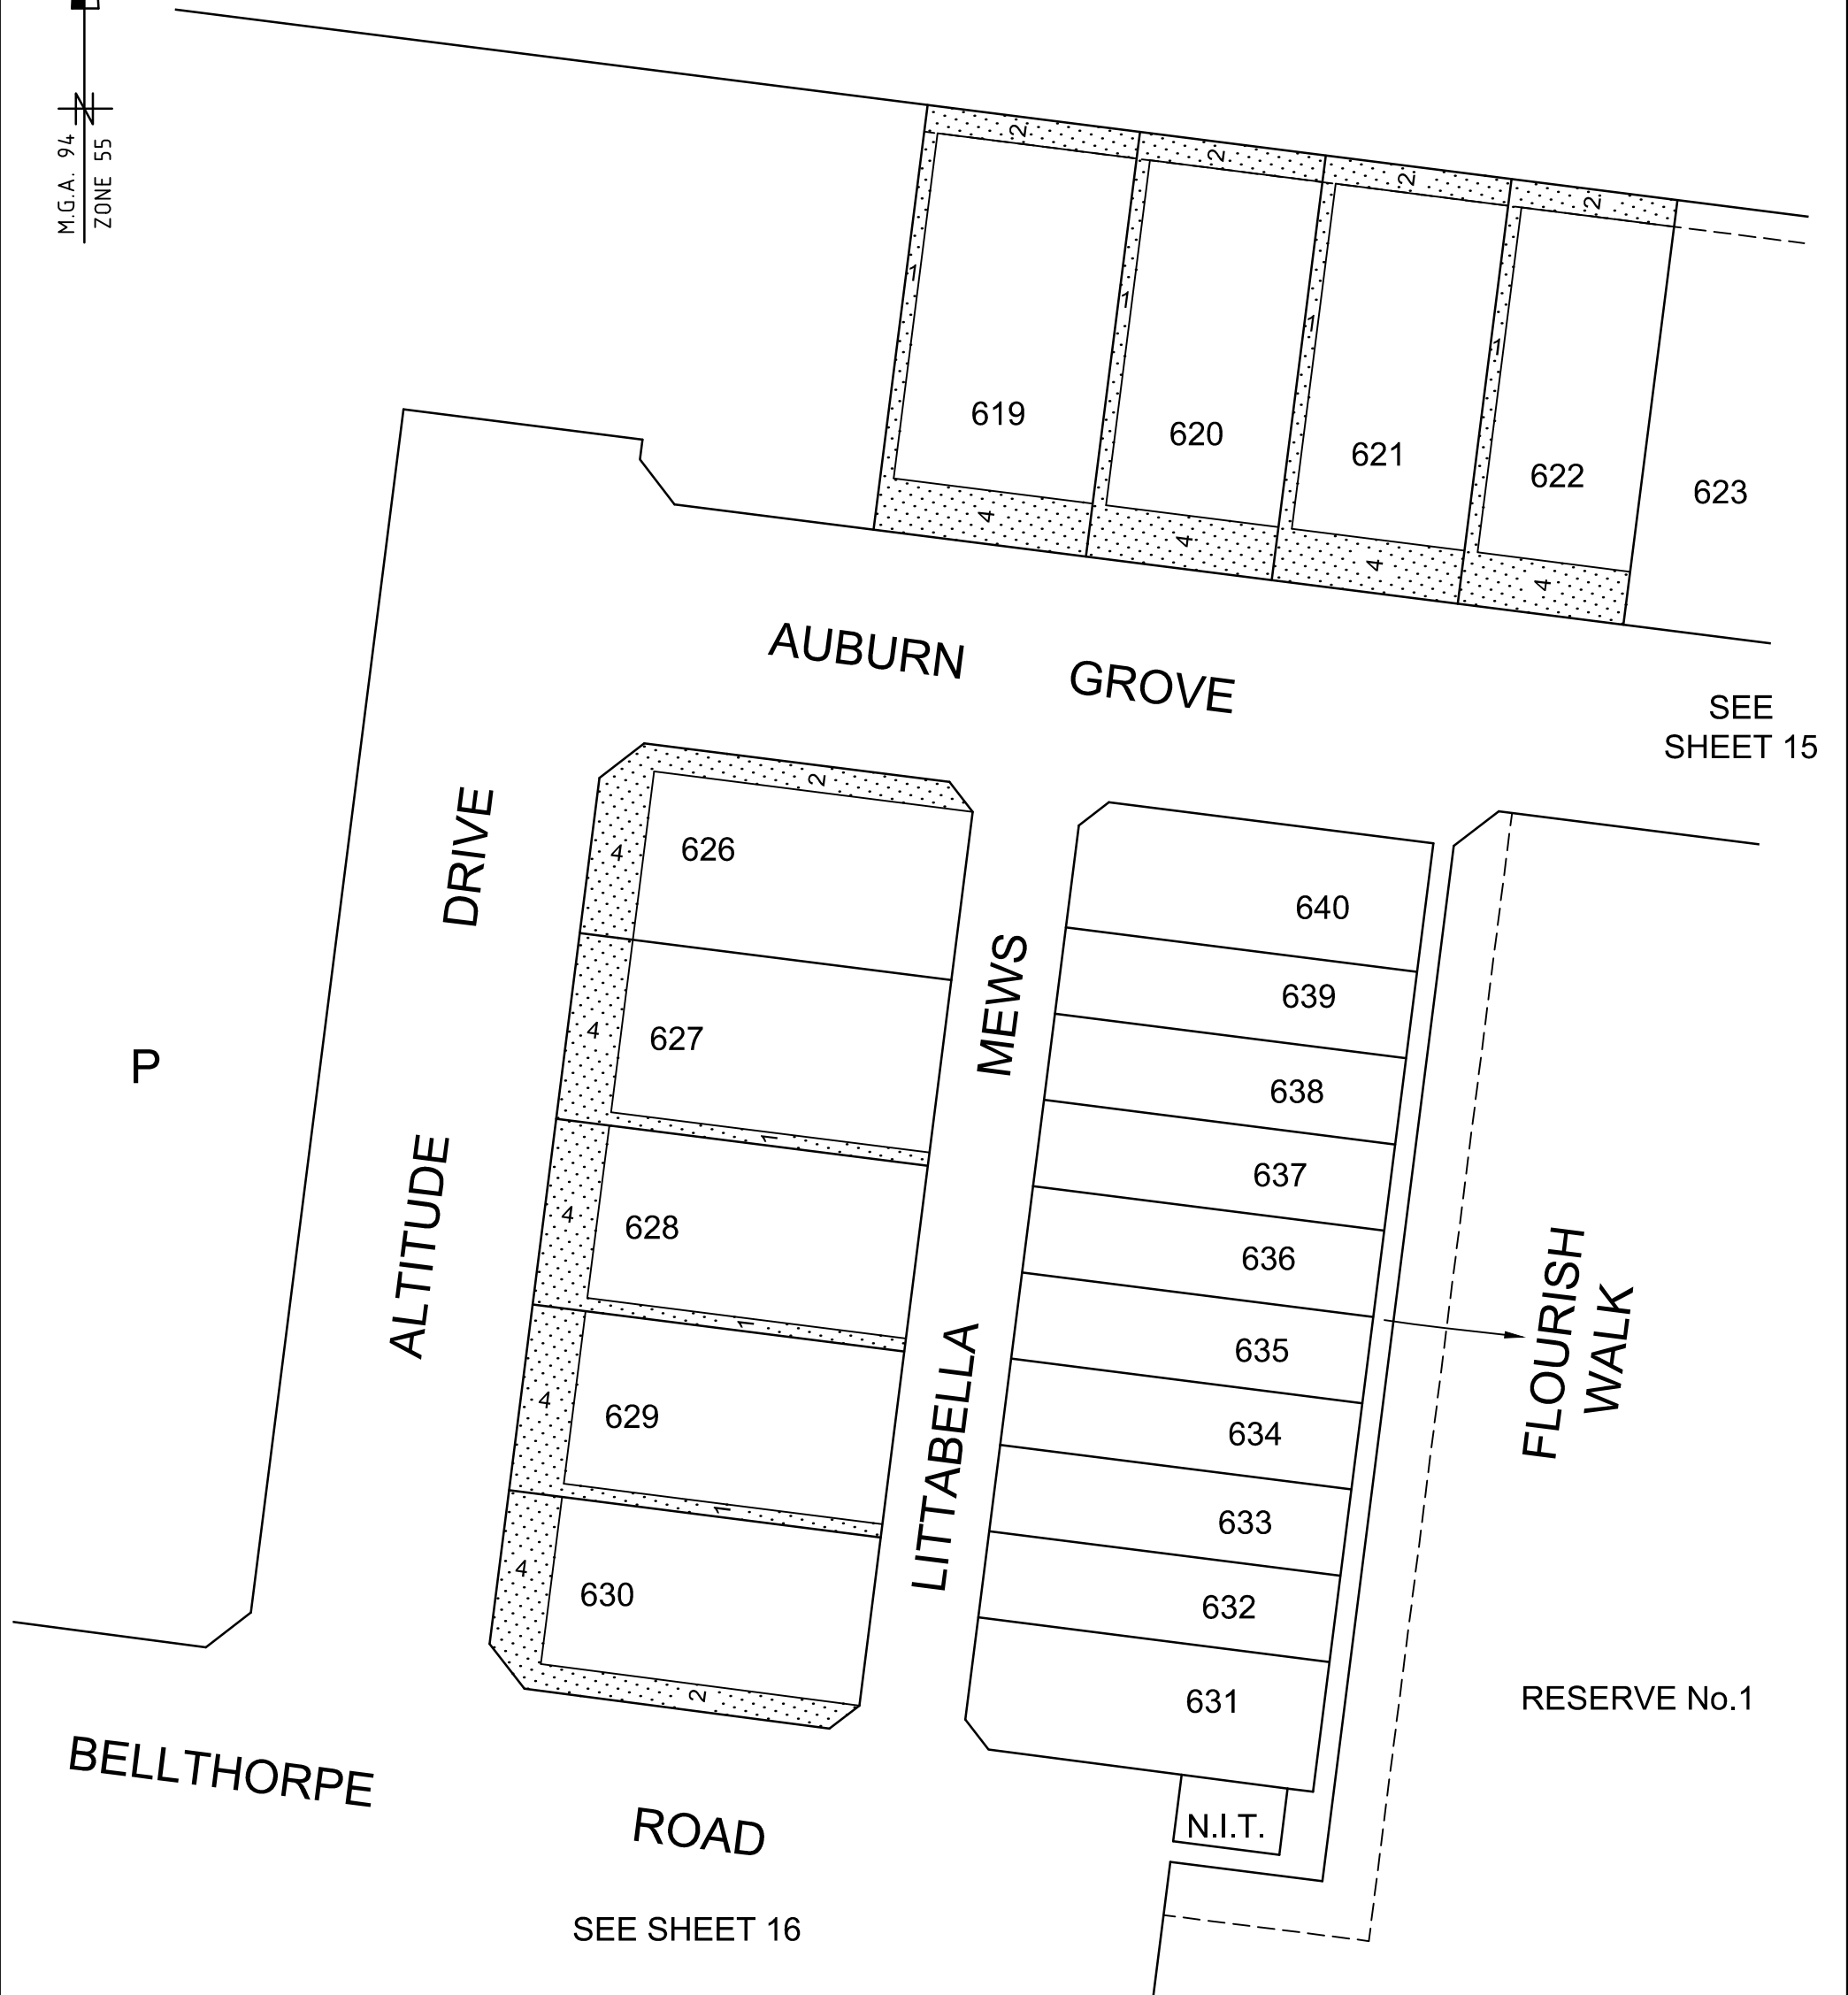 M.G.A. 94
ZONE 55
N
2
2
2
2
1
1
1
1
619
620
621
622
623
4
4
4
4
AUBURN GROVE
SEE
SHEET 15
2
4
626
DRIVE
640
MEWS
639
4
627
P
638
1
ALTITUDE
637
4
628
636
FLOURISH
WALK
1
635
LITTABELLA
4
629
634
1
633
4
630
632
2
631
RESERVE No.1
BELLTHORPE ROAD
N.I.T.
SEE SHEET 16